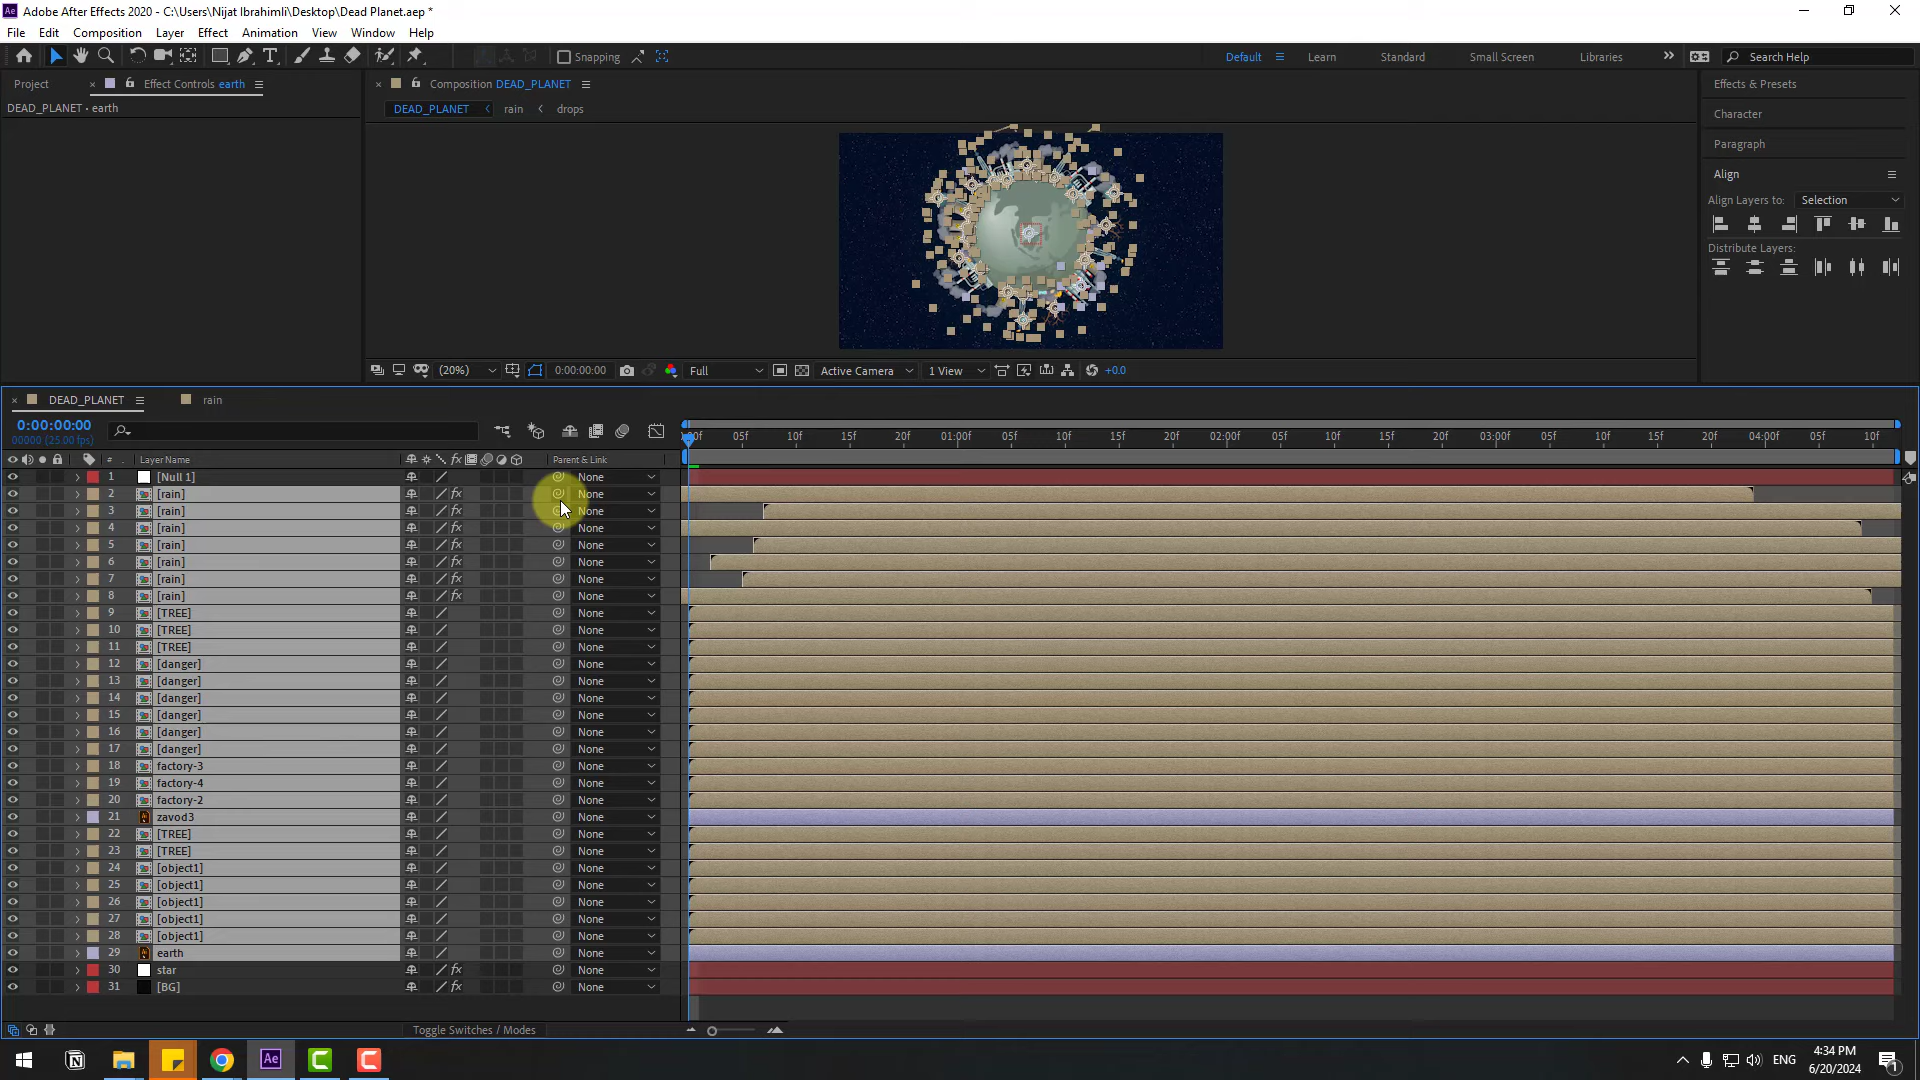 Adobe After Effects 2020 - C:\Users\Nijat Ibrahimli\Desktop\Dead Planet.aep *
File Edit Composition Layer Effect Animation View Window Help
Snapping Default Learn Standard Small Screen Libraries Search Help
Project Effect Controls earth Composition DEAD_PLANET Effects & Presets
DEAD_PLANET • earth DEAD_PLANET rain drops
Character
Paragraph
Align
Align Layers to: Selection
Distribute Layers:
(20%) 0:00:00:00 Full Active Camera 1 View +0.0
DEAD_PLANET rain
0:00:00:00
00000 (25.00 fps)
:00f 05f 10f 15f 20f 01:00f 05f 10f 15f 20f 02:00f 05f 10f 15f 20f 03:00f 05f 10f 15f 20f 04:00f 05f 10f
# Layer Name fx Parent & Link
1 [Null 1] None
2 [rain] fx None
3 [rain] fx None
4 [rain] fx None
5 [rain] fx None
6 [rain] fx None
7 [rain] fx None
8 [rain] fx None
9 [TREE] None
10 [TREE] None
11 [TREE] None
12 [danger] None
13 [danger] None
14 [danger] None
15 [danger] None
16 [danger] None
17 [danger] None
18 factory-3 None
19 factory-4 None
20 factory-2 None
21 zavod3 None
22 [TREE] None
23 [TREE] None
24 [object1] None
25 [object1] None
26 [object1] None
27 [object1] None
28 [object1] None
29 earth None
30 star fx None
31 [BG] fx None
Toggle Switches / Modes
ENG 4:34 PM
6/20/2024